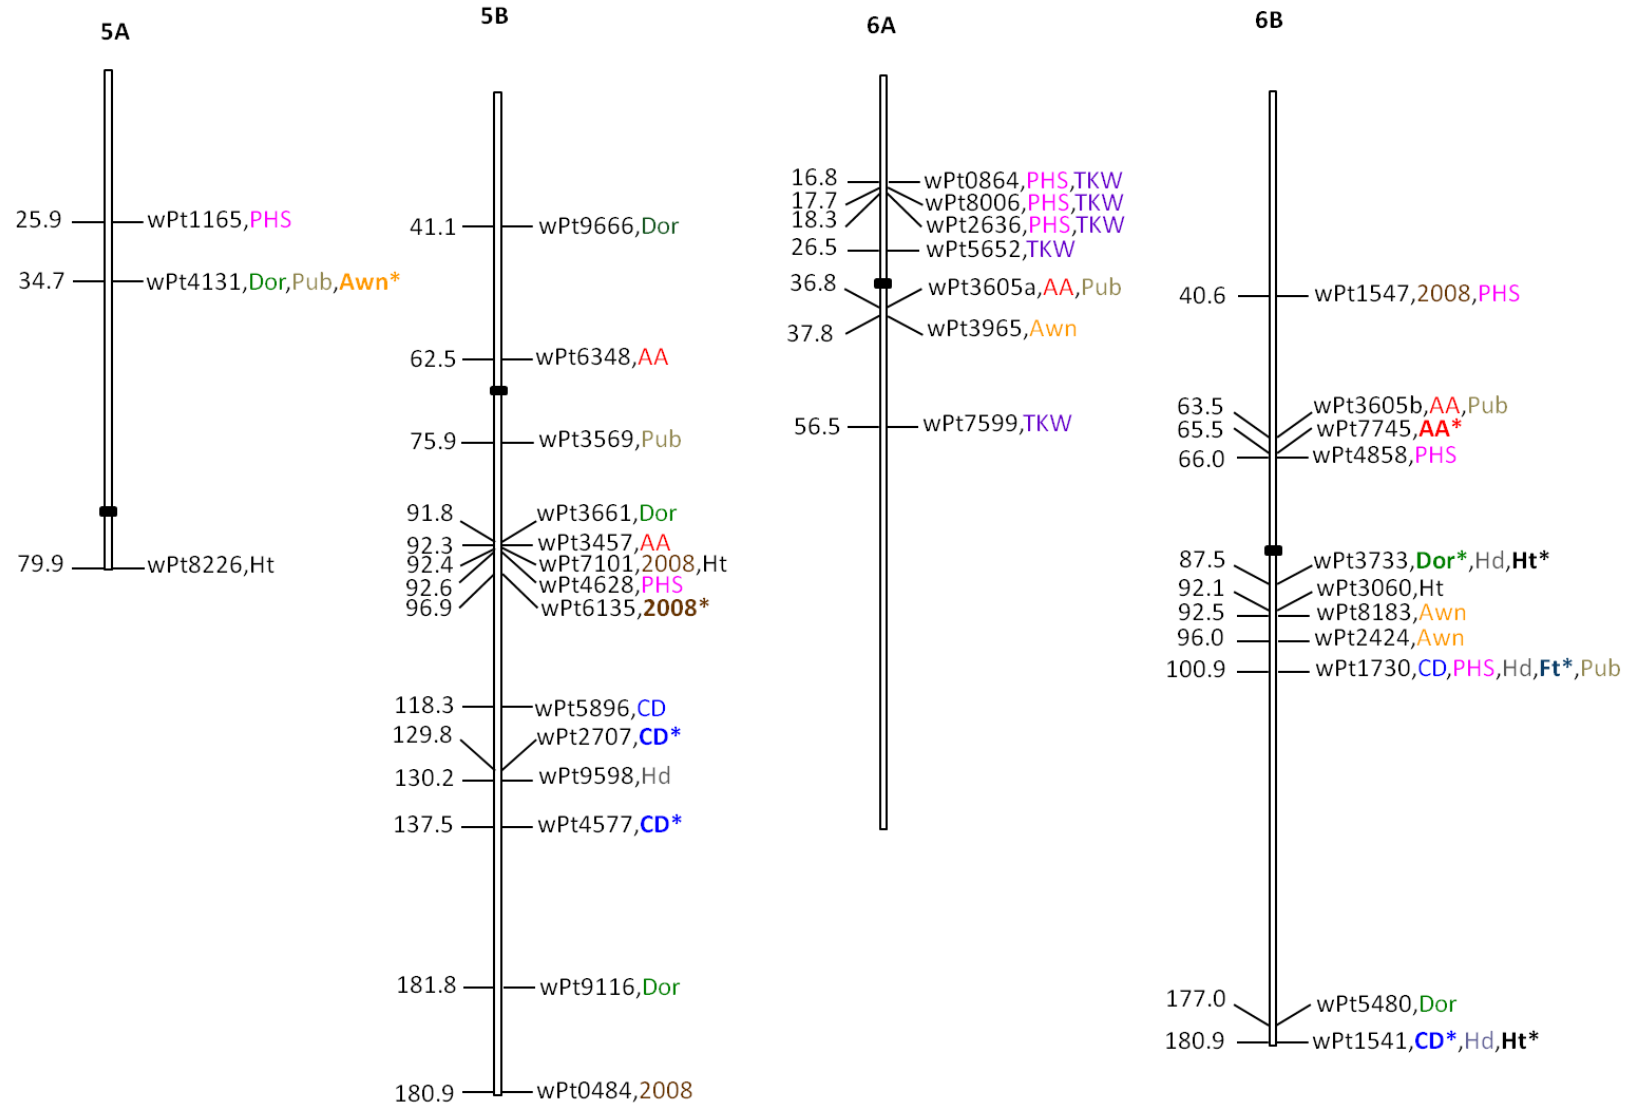 5A
25.9 wPt1165,PHS
34.7 wPt4131,Dor,Pub,Awn*
79.9 wPt8226,Ht
5B
41.1 wPt9666,Dor
62.5 wPt6348,AA
75.9 wPt3569,Pub
91.8 wPt3661,Dor
92.3 wPt3457,AA
92.4 wPt7101,2008,Ht
92.6 wPt4628,PHS
96.9 wPt6135,2008*
118.3 wPt5896,CD
129.8 wPt2707,CD*
130.2 wPt9598,Hd
137.5 wPt4577,CD*
181.8 wPt9116,Dor
180.9 wPt0484,2008
6A
16.8 wPt0864,PHS,TKW
17.7 wPt8006,PHS,TKW
18.3 wPt2636,PHS,TKW
26.5 wPt5652,TKW
36.8 wPt3605a,AA,Pub
37.8 wPt3965,Awn
56.5 wPt7599,TKW
6B
40.6 wPt1547,2008,PHS
63.5 wPt3605b,AA,Pub
65.5 wPt7745,AA*
66.0 wPt4858,PHS
87.5 wPt3733,Dor*,Hd,Ht*
92.1 wPt3060,Ht
92.5 wPt8183,Awn
96.0 wPt2424,Awn
100.9 wPt1730,CD,PHS,Hd,Ft*,Pub
177.0 wPt5480,Dor
180.9 wPt1541,CD*,Hd,Ht*